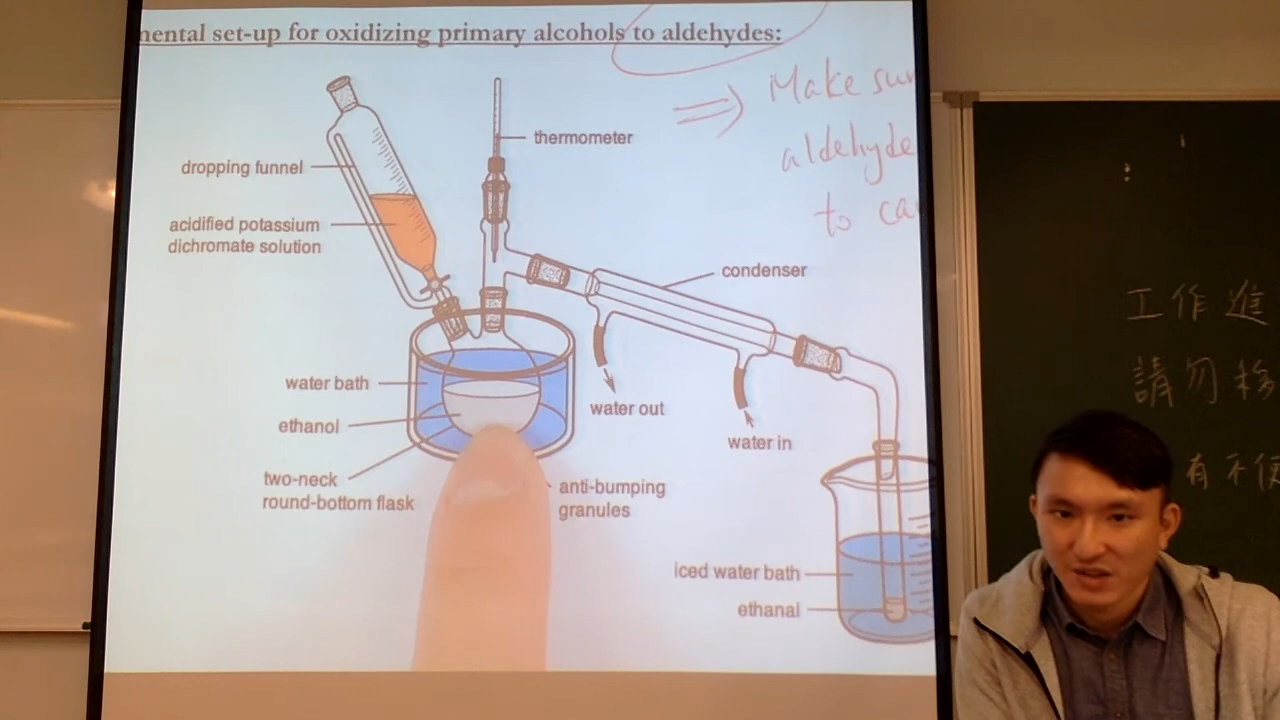 mental set-up for oxidizing primary alcohols to aldehydes:
Make
aldehyde
to
thermometer
dropping funnel
acidified potassium
dichromate solution
condenser
water bath
water out
ethanol
water in
two-neck
round-bottom flask
anti-bumping
granules
iced water bath
ethanal
工作進
請勿移
有不便